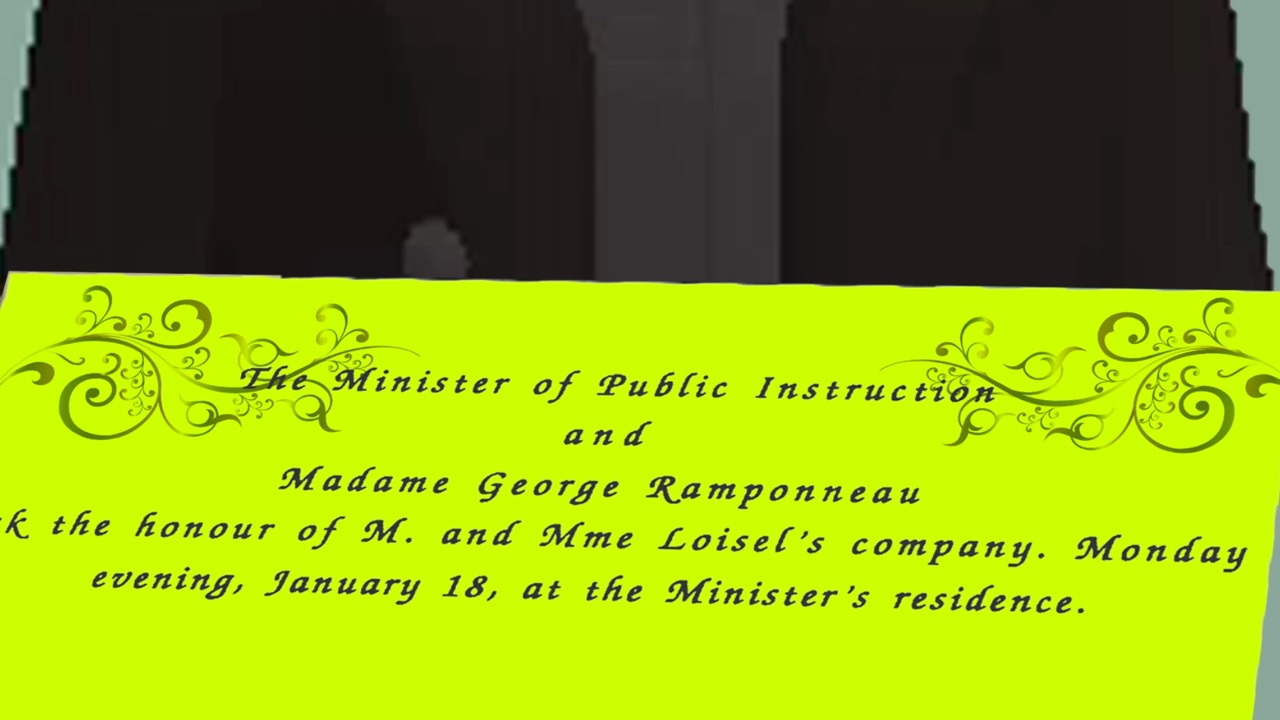 The Minister of Public Instruction
and
Madame George Ramponneau
the honour of M. and Mme Loisel's company. Monday
evening, January 18, at the Minister's residence.